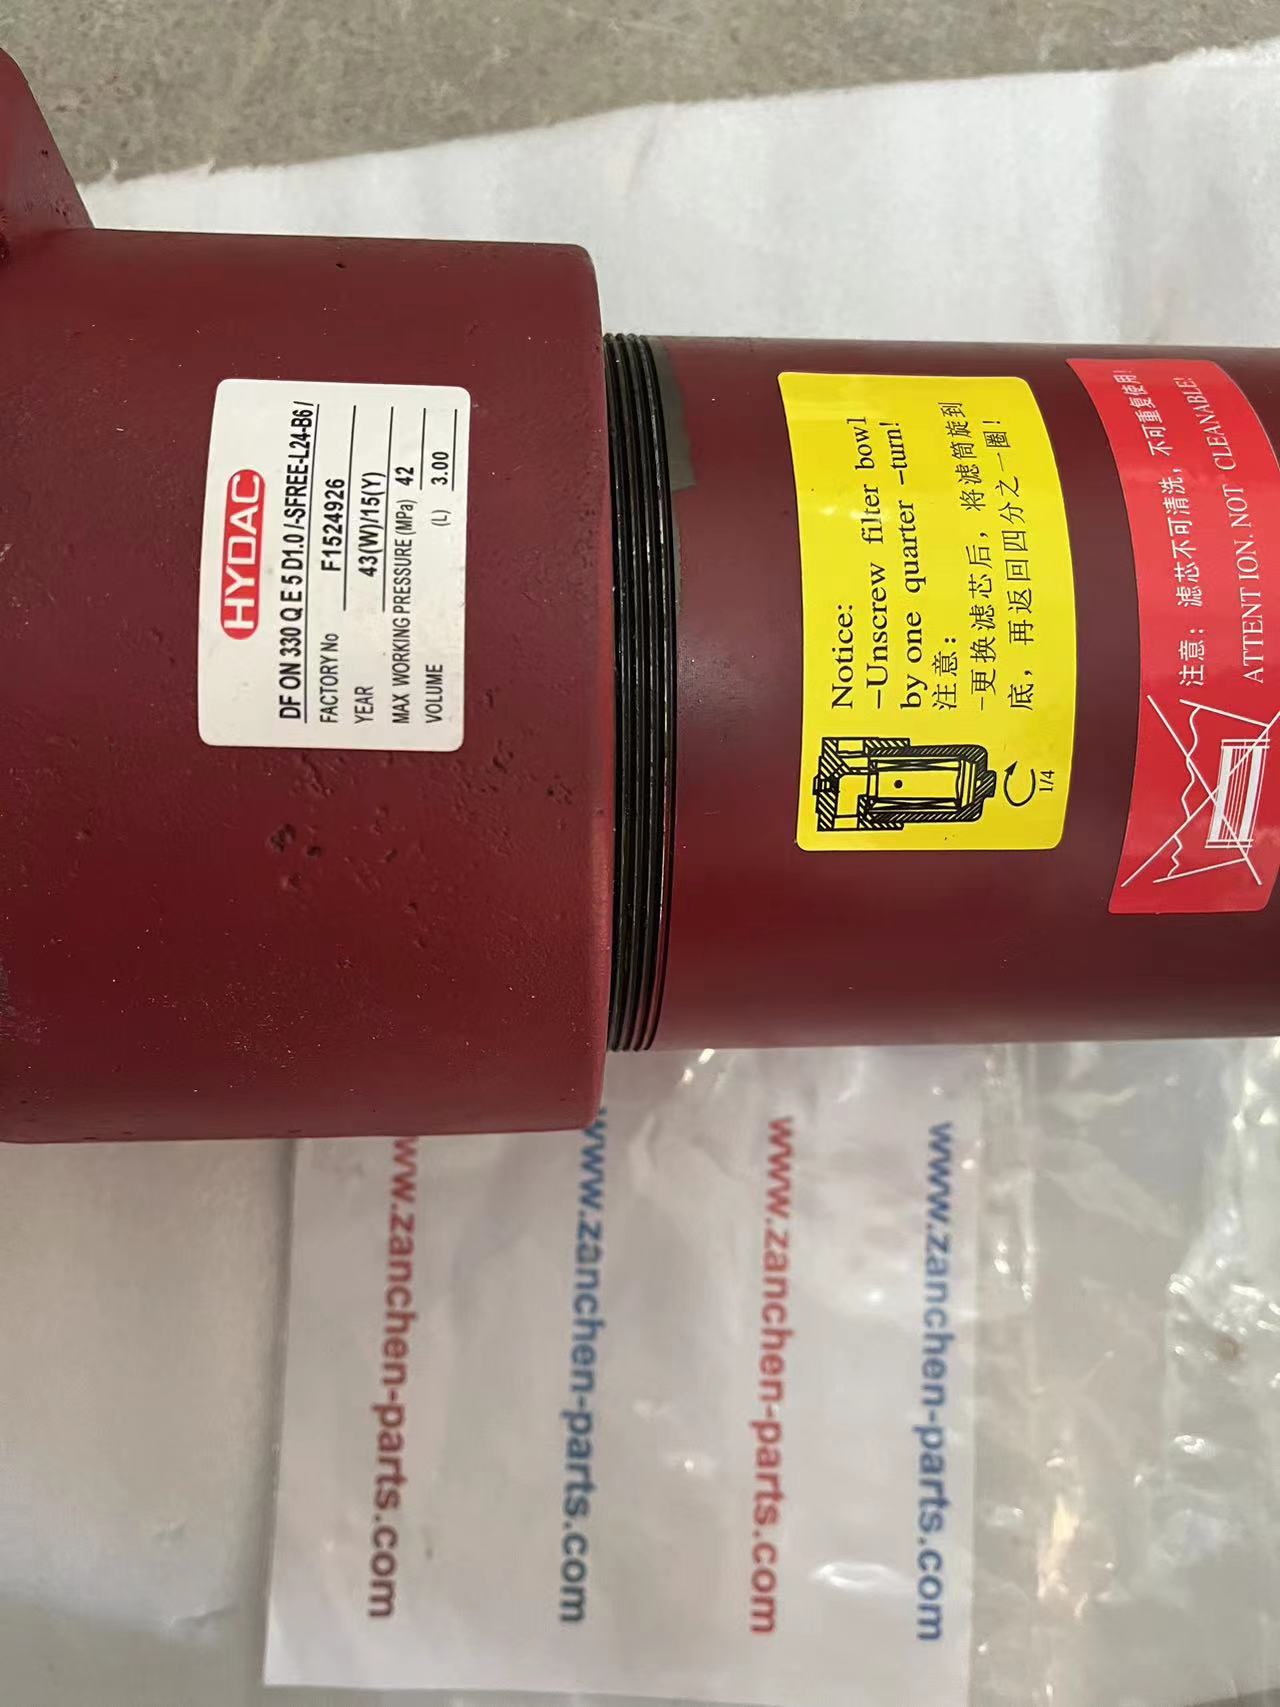 HYDAC
DF ON 330 Q E 5 D1.0 /-SFREE-L24-B6 /
FACTORY No F1524926
YEAR 43(W)/15(Y)
MAX WORKING PRESSURE (MPa) 42
VOLUME (L) 3.00
Notice:
-Unscrew filter bowl
by one quarter -turn!
注意：
-更换滤芯后，将滤筒旋到
底，再返回四分之一圈！
1/4
注意：滤芯不可清洗，不可重复使用!
ATTENTION. NOT CLEANABLE!
www.zanchen-parts.com
www.zanchen-parts.com
www.zanchen-parts.com
www.zanchen-parts.com